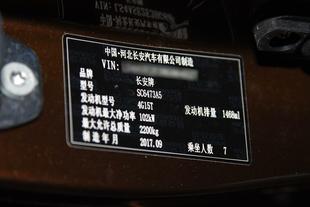 中国·河北长安汽车有限公司制造
VIN:
品牌 长安牌
整车型号 SC6473A5
发动机型号 4G15T 发动机排量 1468ml
发动机最大净功率 102kW
最大允许总质量 2200kg
制造年月 2017.09 乘坐人数 7